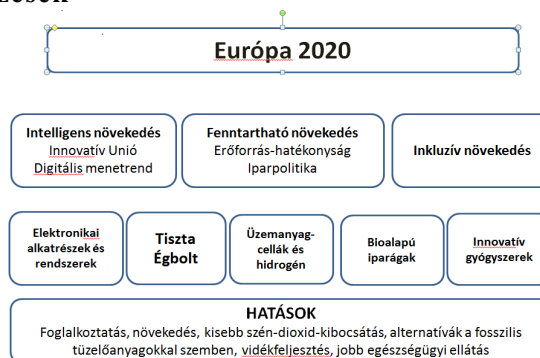 Európa 2020
Intelligens növekedés
Innovatív Unió
Digitális menetrend
Fenntartható növekedés
Erőforrás-hatékonyság
Iparpolitika
Inkluzív növekedés
Elektronikai
alkatrészek és
rendszerek
Tiszta
Égbolt
Üzemanyag-
cellák és
hidrogén
Bioalapú
iparágak
Innovatív
gyógyszerek
HATÁSOK
Foglalkoztatás, növekedés, kisebb szén-dioxid-kibocsátás, alternatívák a fosszilis
tüzelőanyagokkal szemben, vidékfejlesztés, jobb egészségügyi ellátás